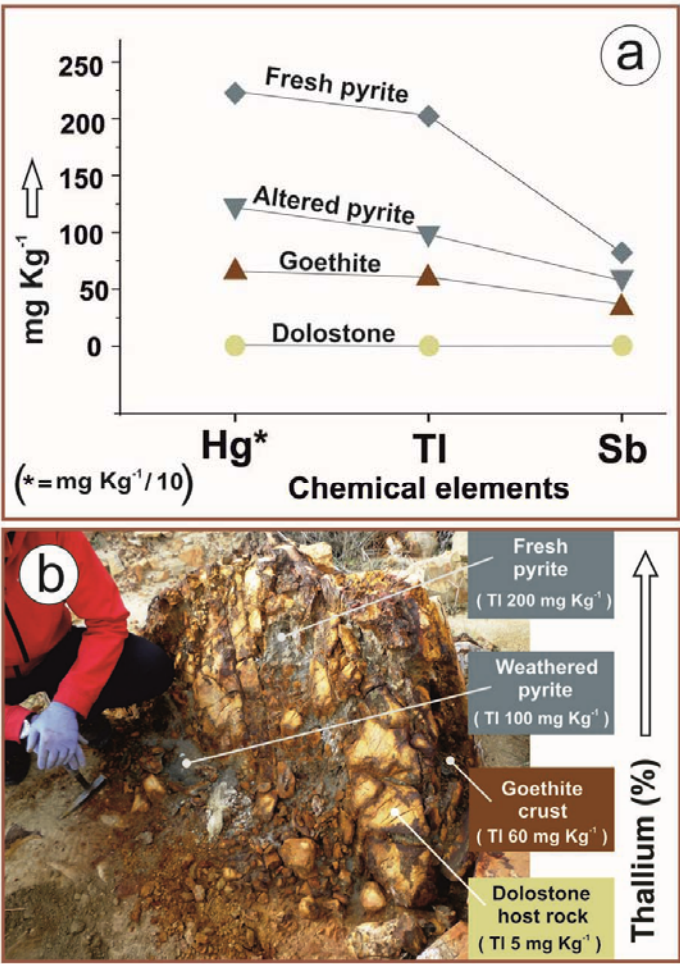 a
250
200
150
100
50
0
mg Kg⁻¹
Fresh pyrite
Altered pyrite
Goethite
Dolostone
Hg* Tl Sb
(*=mg Kg⁻¹/10)
Chemical elements
b
Fresh
pyrite
( Tl 200 mg Kg⁻¹ )
Weathered
pyrite
(Tl 100 mg Kg⁻¹ )
Goethite
crust
(Tl 60 mg Kg⁻¹ )
Dolostone
host rock
( Tl 5 mg Kg⁻¹ )
Thallium (%)